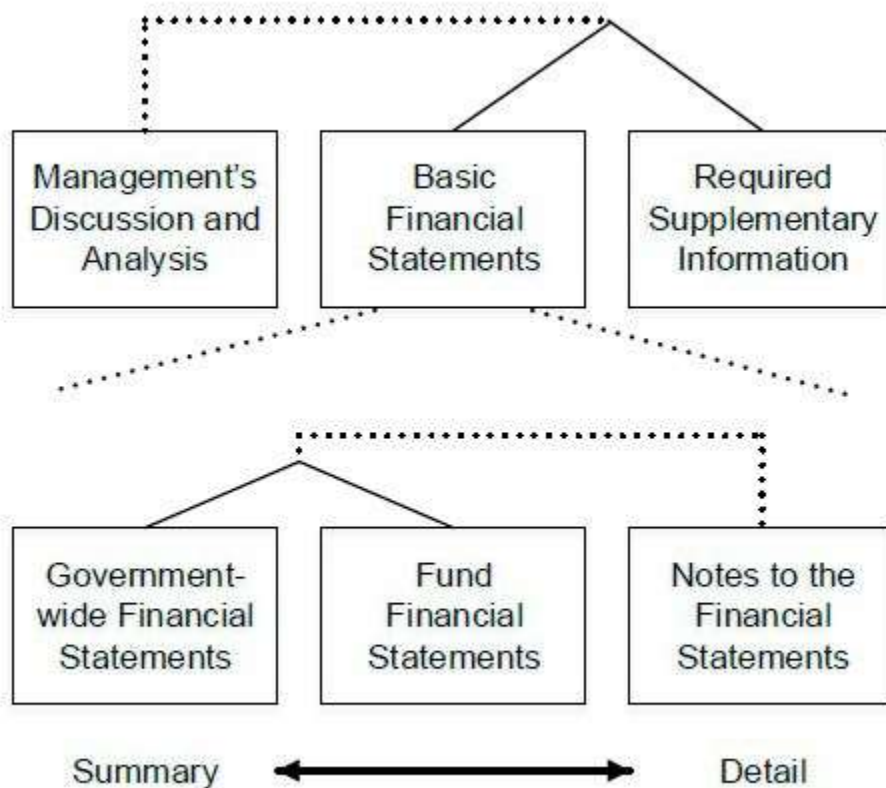 Management's
Discussion and
Analysis
Basic
Financial
Statements
Required
Supplementary
Information
Government-
wide Financial
Statements
Fund
Financial
Statements
Notes to the
Financial
Statements
Summary
Detail